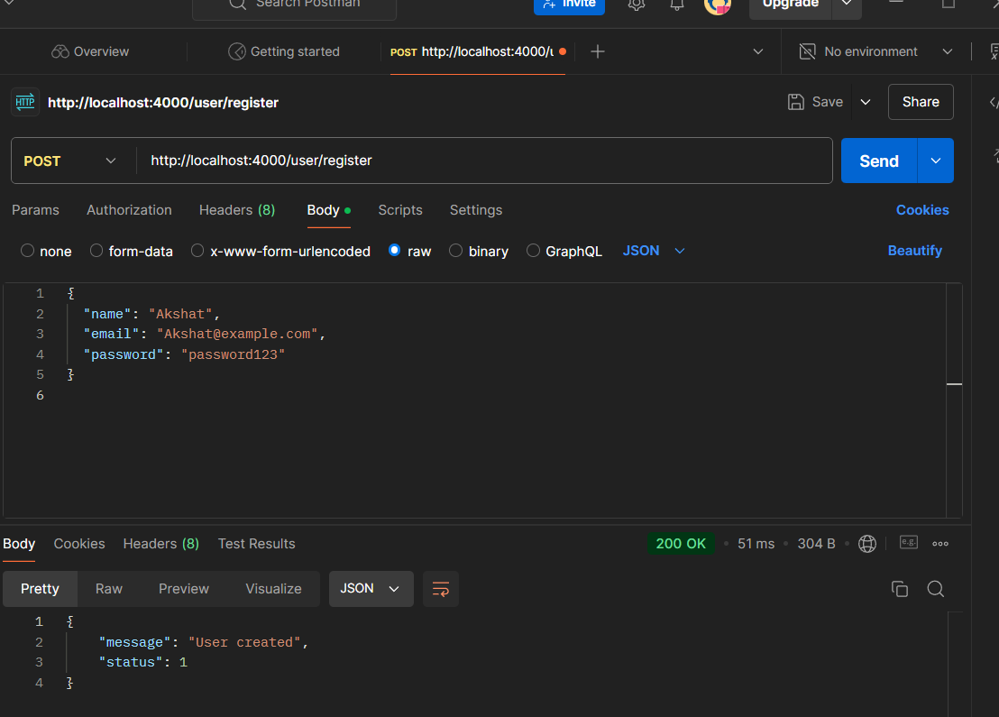 Search Postman
Invite
Upgrade
Overview
Getting started
POST http://localhost:4000/u
No environment
HTTP
http://localhost:4000/user/register
Save
Share
POST
http://localhost:4000/user/register
Send
Params
Authorization
Headers (8)
Body
Scripts
Settings
Cookies
none
form-data
x-www-form-urlencoded
raw
binary
GraphQL
JSON
Beautify
1 {
2 "name": "Akshat",
3 "email": "Akshat@example.com",
4 "password": "password123"
5 }
6
Body
Cookies
Headers (8)
Test Results
200 OK
51 ms
304 B
e.g.
Pretty
Raw
Preview
Visualize
JSON
1 {
2 "message": "User created",
3 "status": 1
4 }